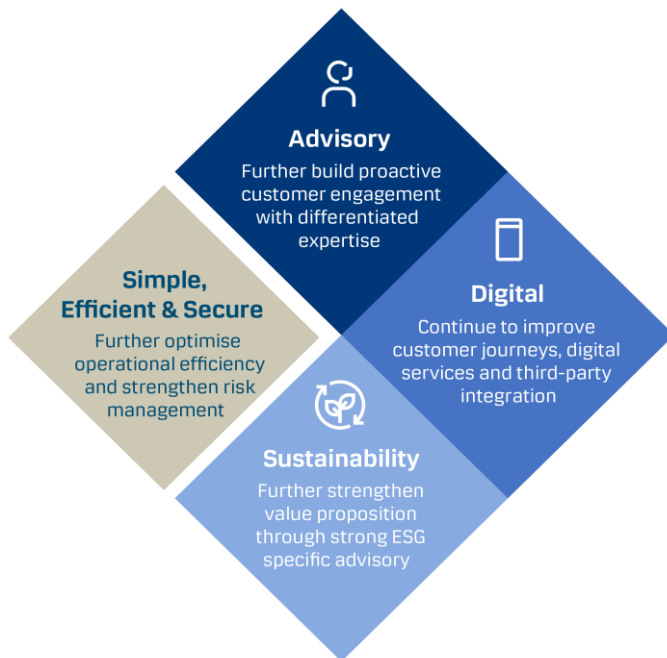 Advisory
Further build proactive
customer engagement
with differentiated
expertise
Simple,
Efficient & Secure
Further optimise
operational efficiency
and strengthen risk
management
Digital
Continue to improve
customer journeys, digital
services and third-party
integration
Sustainability
Further strengthen
value proposition
through strong ESG
specific advisory